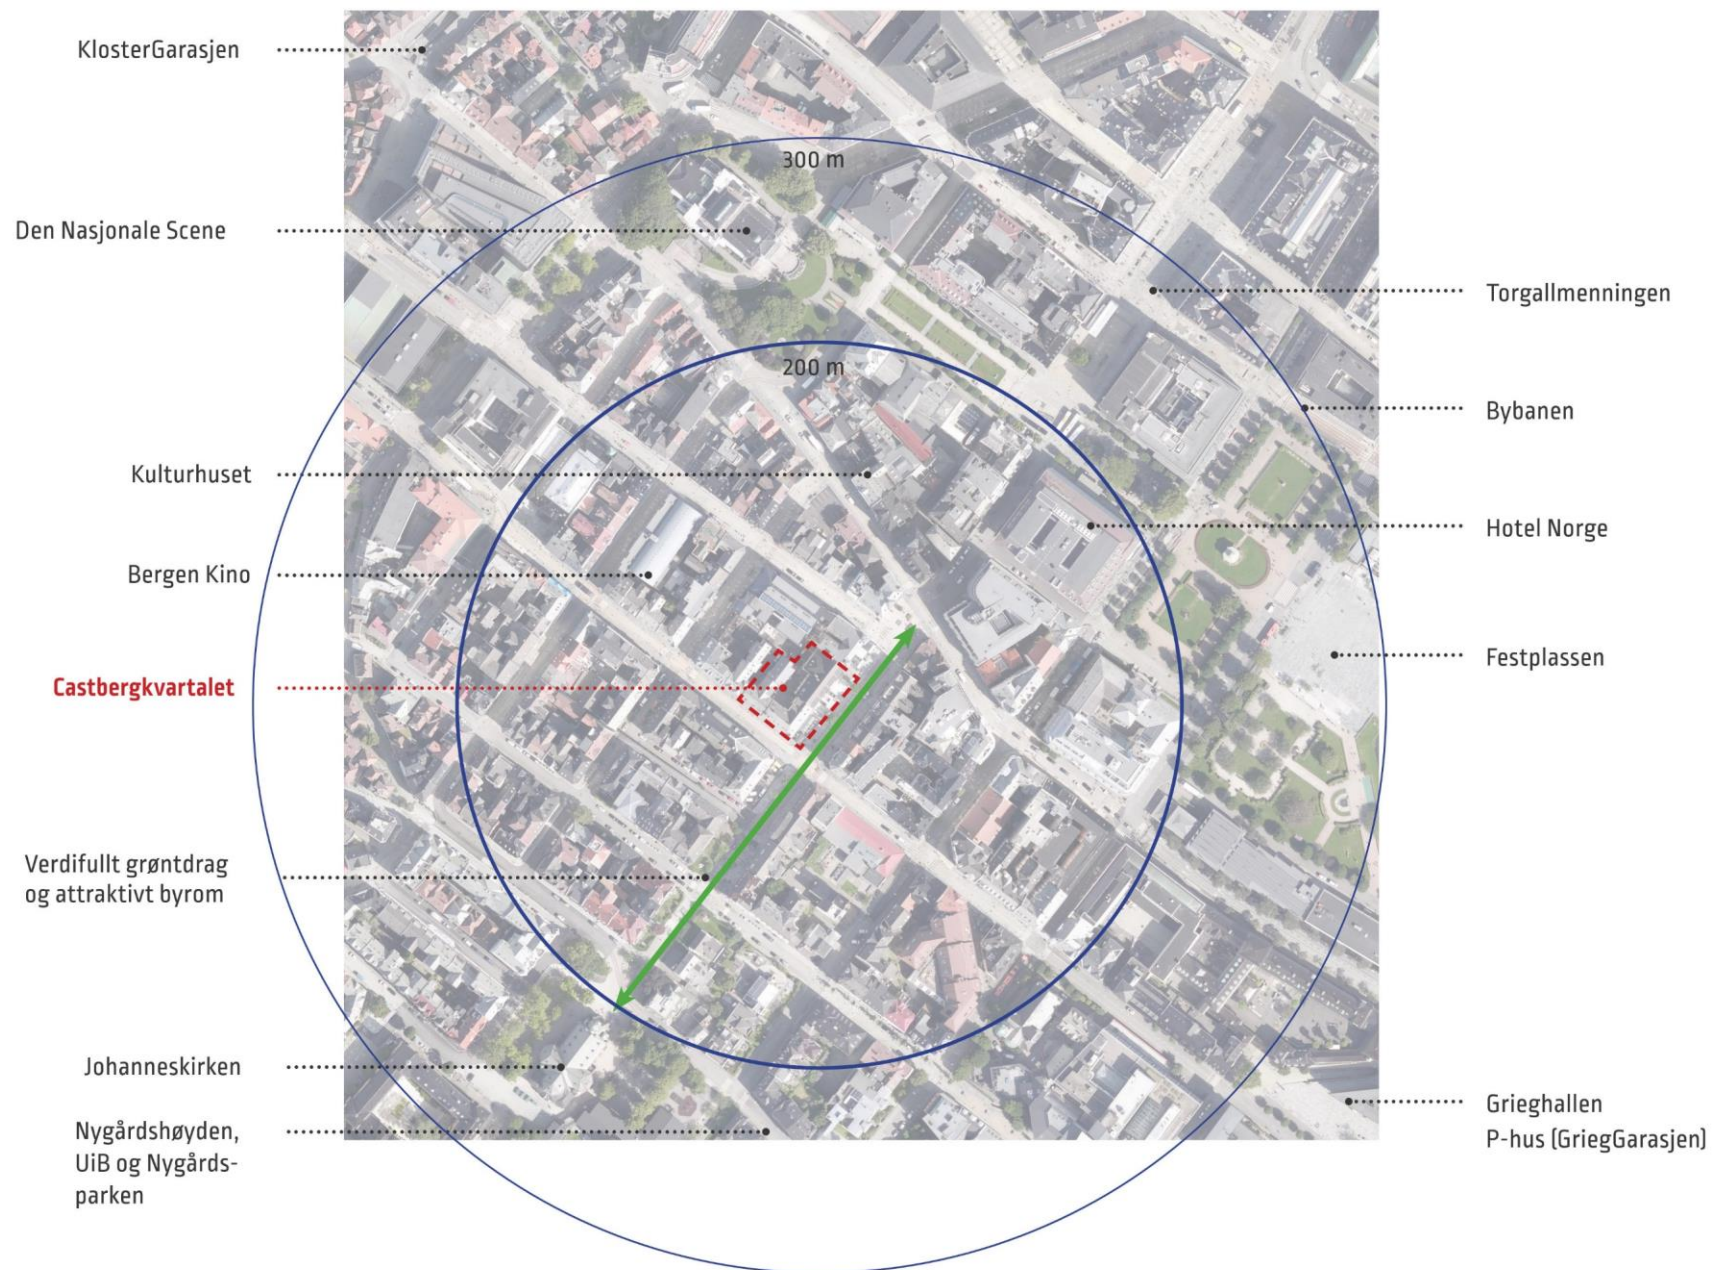 KlosterGarasjen
300 m
Den Nasjonale Scene
Torgallmenningen
200 m
Bybanen
Kulturhuset
Hotel Norge
Bergen Kino
Festplassen
Castbergkvartalet
Verdifullt grøntdrag
og attraktivt byrom
Johanneskirken
Grieghallen
P-hus (GriegGarasjen)
Nygårdshøyden,
UiB og Nygårds-
parken